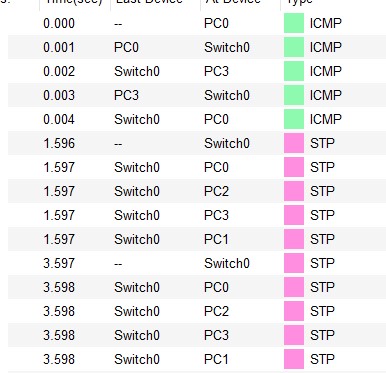 s. Time(sec) Last Device At Device Type
0.000 -- PC0 ICMP
0.001 PC0 Switch0 ICMP
0.002 Switch0 PC3 ICMP
0.003 PC3 Switch0 ICMP
0.004 Switch0 PC0 ICMP
1.596 -- Switch0 STP
1.597 Switch0 PC0 STP
1.597 Switch0 PC2 STP
1.597 Switch0 PC3 STP
1.597 Switch0 PC1 STP
3.597 -- Switch0 STP
3.598 Switch0 PC0 STP
3.598 Switch0 PC2 STP
3.598 Switch0 PC3 STP
3.598 Switch0 PC1 STP